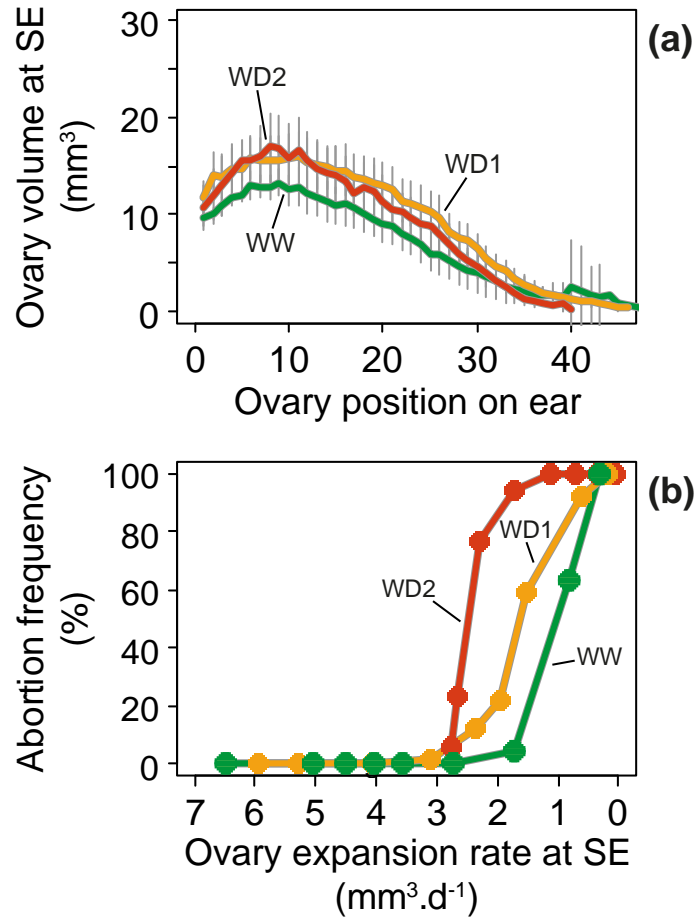 (a)
Ovary volume at SE
(mm³)
30
20
10
0
WD2
WD1
WW
0 10 20 30 40
Ovary position on ear
(b)
Abortion frequency
(%)
100
80
60
40
20
0
WD1
WD2
WW
7 6 5 4 3 2 1 0
Ovary expansion rate at SE
(mm³.d⁻¹)